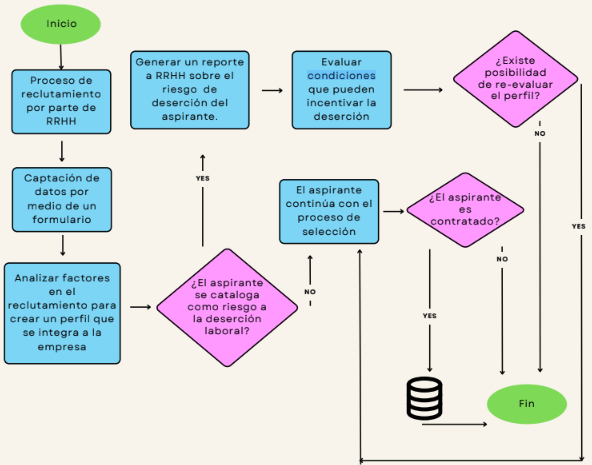 Inicio
Proceso de
reclutamiento
por parte de
RRHH
Captación de
datos por
medio de un
formulario
Analizar factores
en el
reclutamiento para
crear un perfil que
se integra a la
empresa
¿El aspirante
se cataloga
como riesgo a
la deserción
laboral?
YES
Generar un reporte
a RRHH sobre el
riesgo de
deserción del
aspirante.
Evaluar
condiciones
que pueden
incentivar la
deserción
¿Existe
posibilidad
de re-evaluar
el perfil?
NO
YES
NO
El aspirante
continúa con el
proceso de
selección
¿El aspirante
es
contratado?
NO
YES
Fin